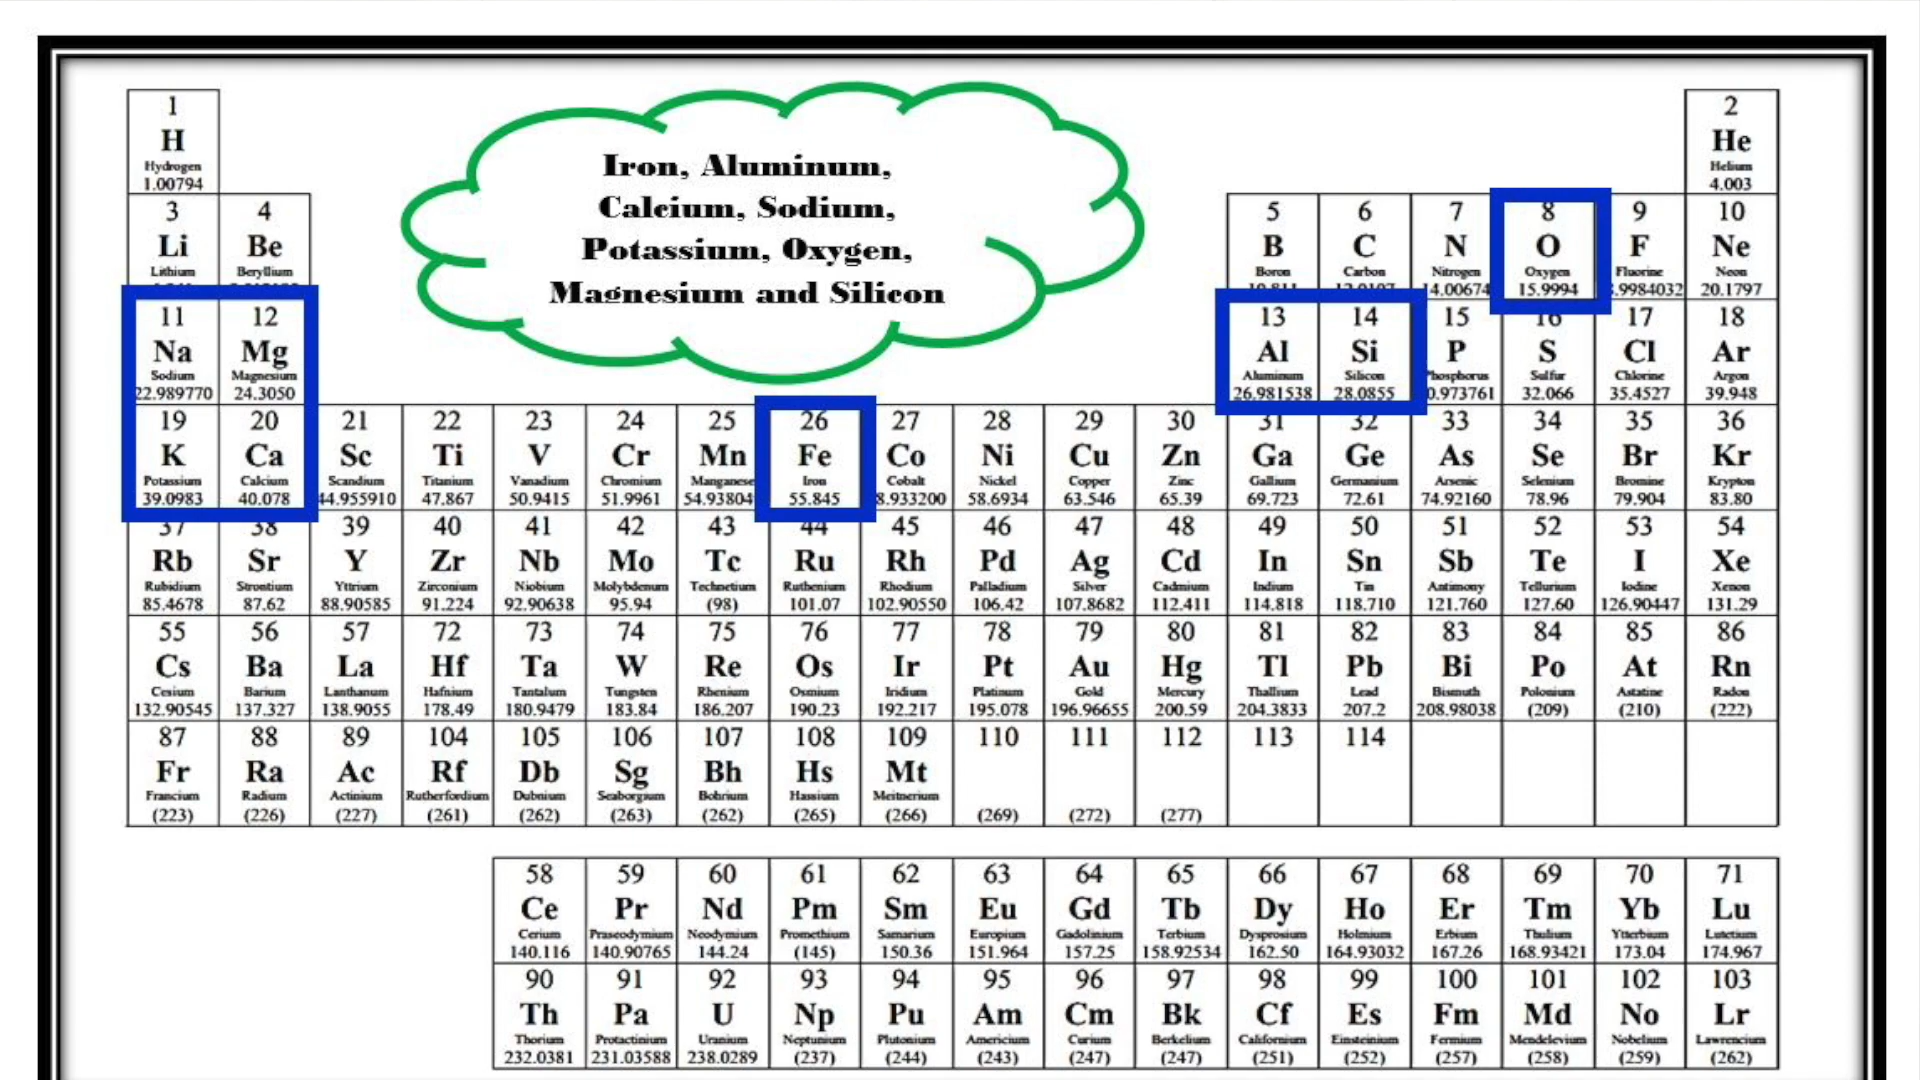 1
H
Hydrogen
1.00794
Iron, Aluminum,
Calcium, Sodium,
Potassium, Oxygen,
Magnesium and Silicon
2
He
Helium
4.003
3 4 5 6 7 8 9 10
Li Be B C N O F Ne
Lithium Beryllium Boron Carbon Nitrogen Oxygen Fluorine Neon
14.00674 15.9994 .9984032 20.1797
11 12 13 14 15 16 17 18
Na Mg Al Si P S Cl Ar
Sodium Magnesium Aluminum Silicon hosphorus Sulfur Chlorine Argon
22.989770 24.3050 26.981538 28.0855 0.973761 32.066 35.4527 39.948
19 20 21 22 23 24 25 26 27 28 29 30 31 32 33 34 35 36
K Ca Sc Ti V Cr Mn Fe Co Ni Cu Zn Ga Ge As Se Br Kr
Potassium Calcium Scandium Titanium Vanadium Chromium Manganese Iron Cobalt Nickel Copper Zinc Gallium Germanium Arsenic Selenium Bromine Krypton
39.0983 40.078 44.955910 47.867 50.9415 51.9961 54.93804 55.845 8.933200 58.6934 63.546 65.39 69.723 72.61 74.92160 78.96 79.904 83.80
37 38 39 40 41 42 43 44 45 46 47 48 49 50 51 52 53 54
Rb Sr Y Zr Nb Mo Tc Ru Rh Pd Ag Cd In Sn Sb Te I Xe
Rubidium Strontium Yttrium Zirconium Niobium Molybdenum Technetium Ruthenium Rhodium Palladium Silver Cadmium Indium Tin Antimony Tellurium Iodine Xenon
85.4678 87.62 88.90585 91.224 92.90638 95.94 (98) 101.07 102.90550 106.42 107.8682 112.411 114.818 118.710 121.760 127.60 126.90447 131.29
55 56 57 72 73 74 75 76 77 78 79 80 81 82 83 84 85 86
Cs Ba La Hf Ta W Re Os Ir Pt Au Hg Tl Pb Bi Po At Rn
Cesium Barium Lanthanum Hafnium Tantalum Tungsten Rhenium Osmium Iridium Platinum Gold Mercury Thallium Lead Bismuth Polonium Astatine Radon
132.90545 137.327 138.9055 178.49 180.9479 183.84 186.207 190.23 192.217 195.078 196.96655 200.59 204.3833 207.2 208.98038 (209) (210) (222)
87 88 89 104 105 106 107 108 109 110 111 112 113 114
Fr Ra Ac Rf Db Sg Bh Hs Mt
Francium Radium Actinium Rutherfordium Dubnium Seaborgium Bohrium Hassium Meitnerium
(223) (226) (227) (261) (262) (263) (262) (265) (266) (269) (272) (277)
58 59 60 61 62 63 64 65 66 67 68 69 70 71
Ce Pr Nd Pm Sm Eu Gd Tb Dy Ho Er Tm Yb Lu
Cerium Praseodymium Neodymium Promethium Samarium Europium Gadolinium Terbium Dysprosium Holmium Erbium Thulium Ytterbium Lutetium
140.116 140.90765 144.24 (145) 150.36 151.964 157.25 158.92534 162.50 164.93032 167.26 168.93421 173.04 174.967
90 91 92 93 94 95 96 97 98 99 100 101 102 103
Th Pa U Np Pu Am Cm Bk Cf Es Fm Md No Lr
Thorium Protactinium Uranium Neptunium Plutonium Americium Curium Berkelium Californium Einsteinium Fermium Mendelevium Nobelium Lawrencium
232.0381 231.03588 238.0289 (237) (244) (243) (247) (247) (251) (252) (257) (258) (259) (262)